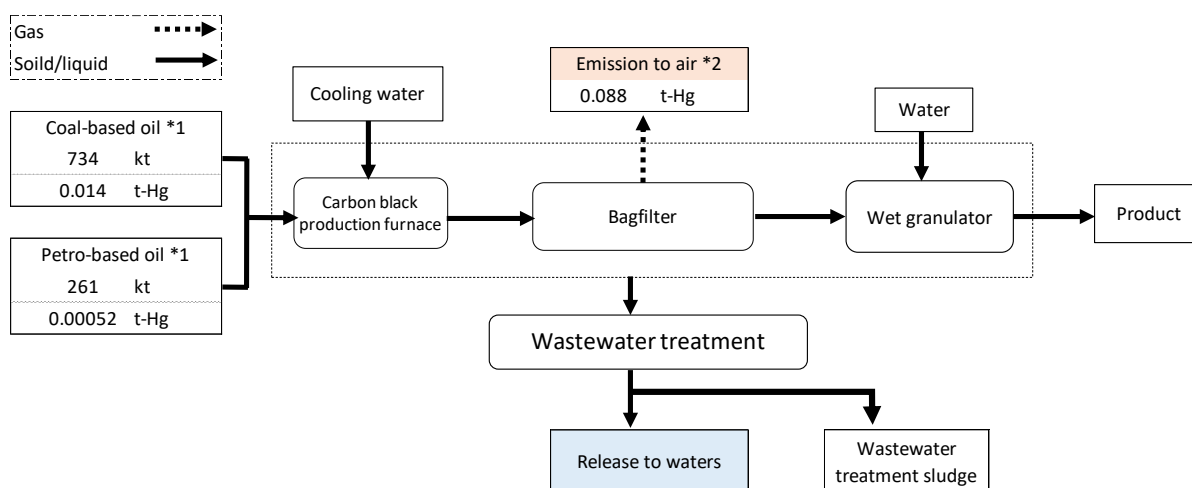 Gas
Soild/liquid
Emission to air *2
0.088 t-Hg
Cooling water
Water
Coal-based oil *1
734 kt
0.014 t-Hg
Carbon black
production furnace
Bagfilter
Wet granulator
Product
Petro-based oil *1
261 kt
0.00052 t-Hg
Wastewater treatment
Release to waters
Wastewater
treatment sludge